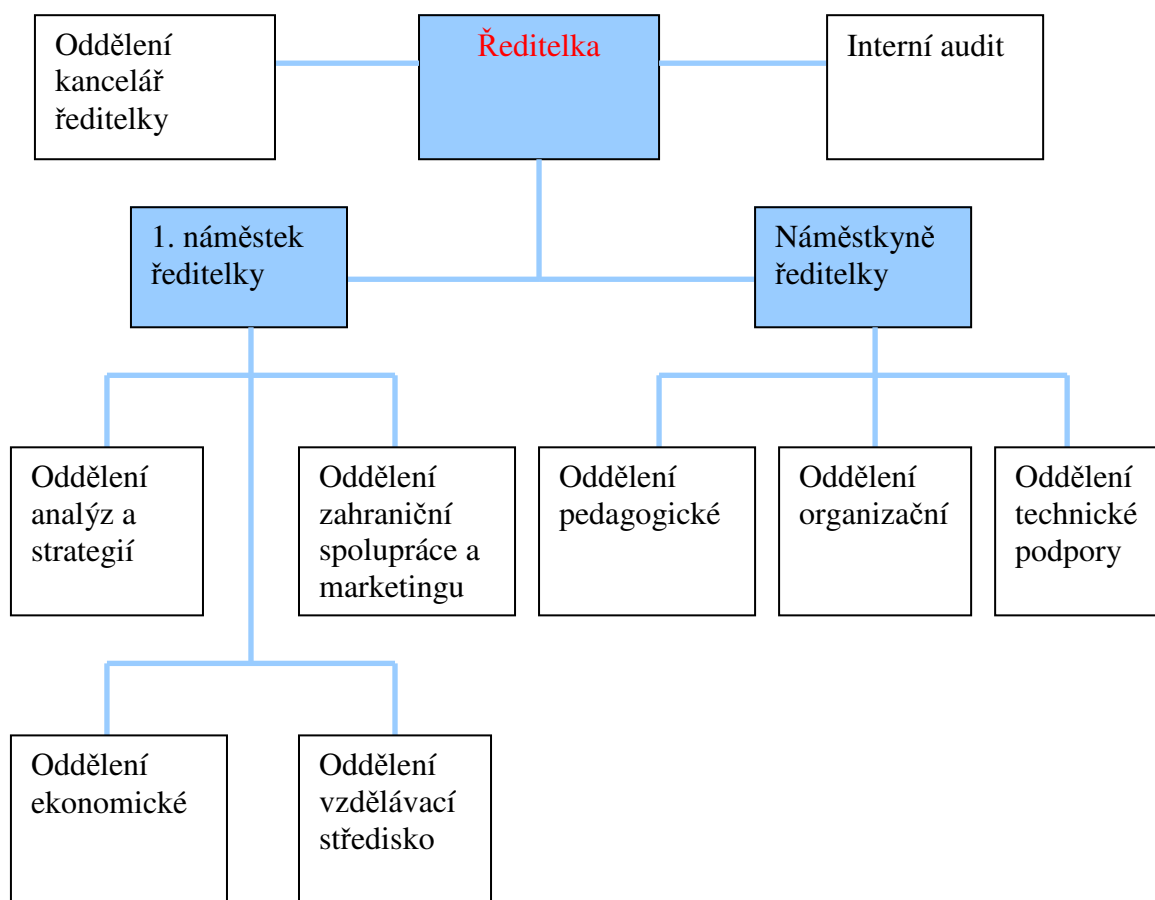 Oddělení
kancelář
ředitelky
Ředitelka
Interní audit
1. náměstek
ředitelky
Náměstkyně
ředitelky
Oddělení
analýz a
strategií
Oddělení
zahraniční
spolupráce a
marketingu
Oddělení
pedagogické
Oddělení
organizační
Oddělení
technické
podpory
Oddělení
ekonomické
Oddělení
vzdělávací
středisko